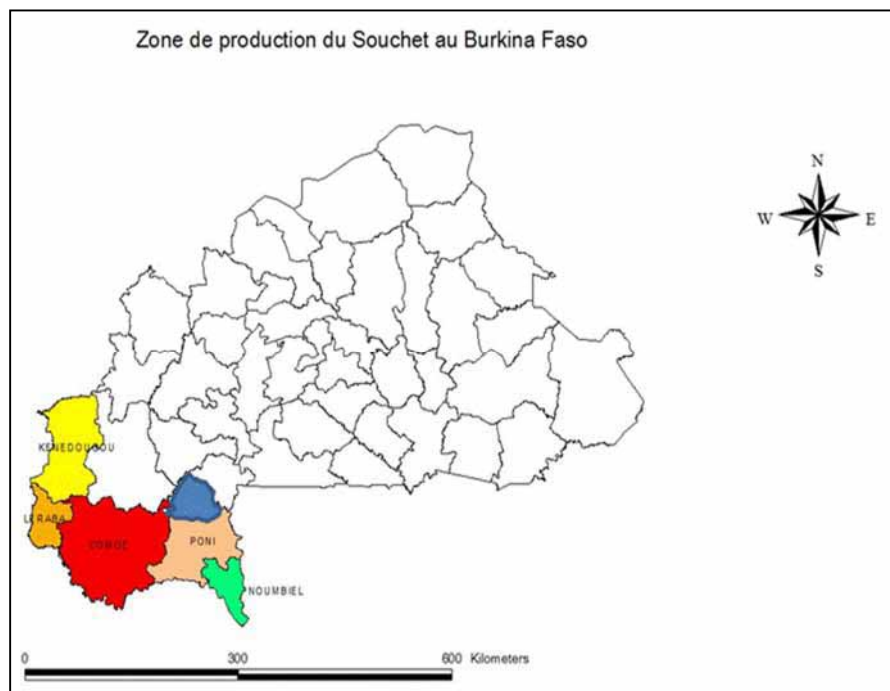 Zone de production du Souchet au Burkina Faso
N
W E
S
KENEDOUGOU
LERABA
COMOE
PONI
NOUMBIEL
0 300 600 Kilometers